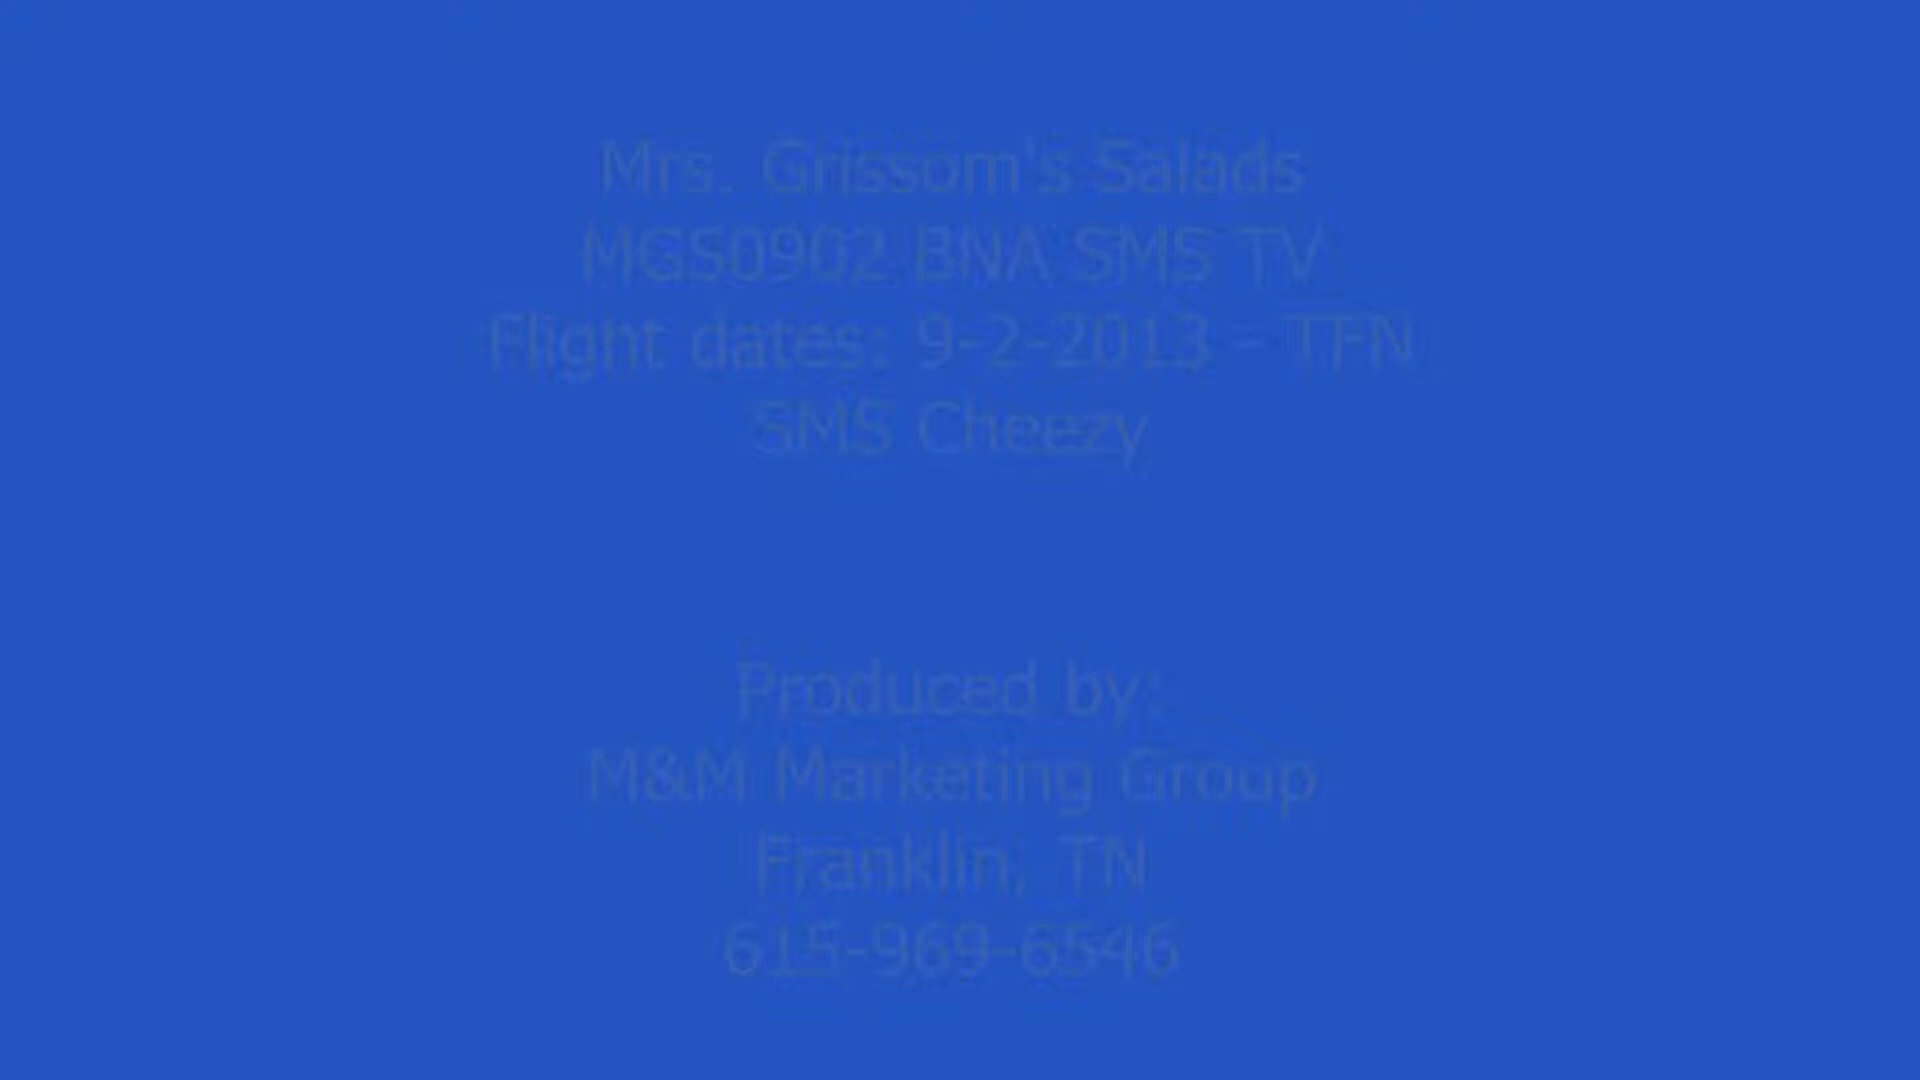 Mrs. Grissom's Salads
MGS0902 BNA SMS TV
Flight dates: 9-2-2013 - TFN
SMS Cheezy
Produced by:
M&M Marketing Group
Franklin, TN
615-969-6546